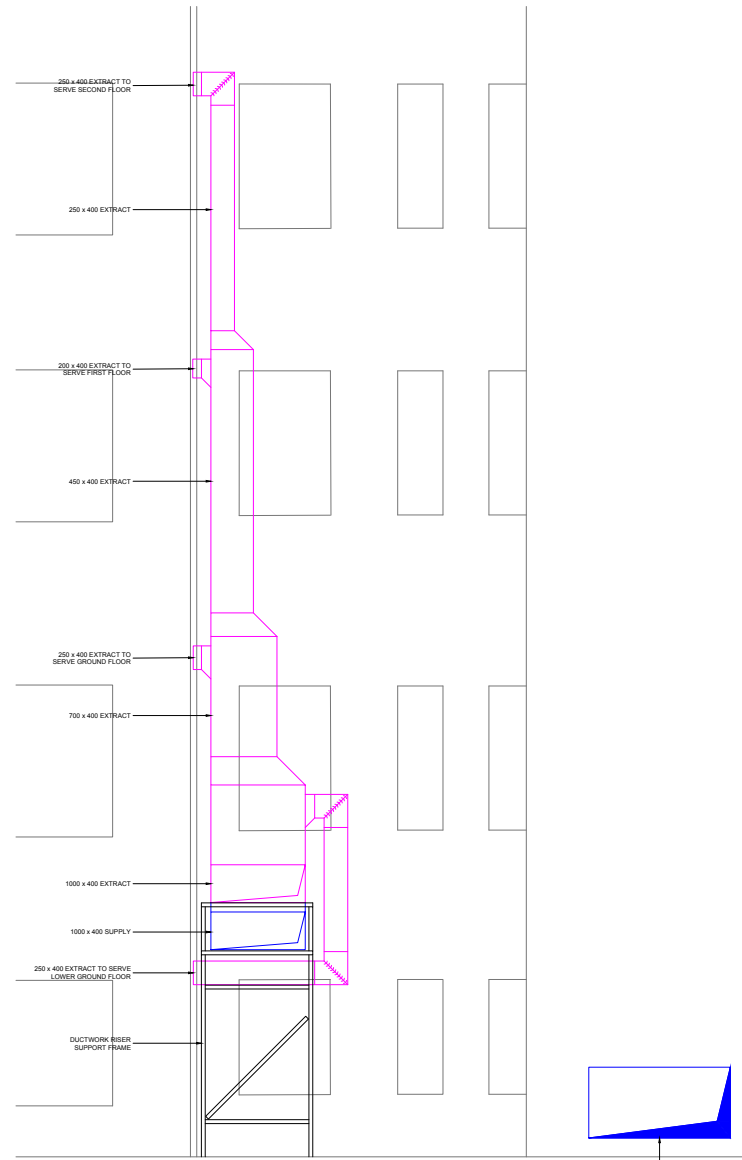 250 x 400 EXTRACT TO
SERVE SECOND FLOOR
250 x 400 EXTRACT
200 x 400 EXTRACT TO
SERVE FIRST FLOOR
450 x 400 EXTRACT
250 x 400 EXTRACT TO
SERVE GROUND FLOOR
700 x 400 EXTRACT
1000 x 400 EXTRACT
1000 x 400 SUPPLY
250 x 400 EXTRACT TO SERVE
LOWER GROUND FLOOR
DUCTWORK RISER
SUPPORT FRAME